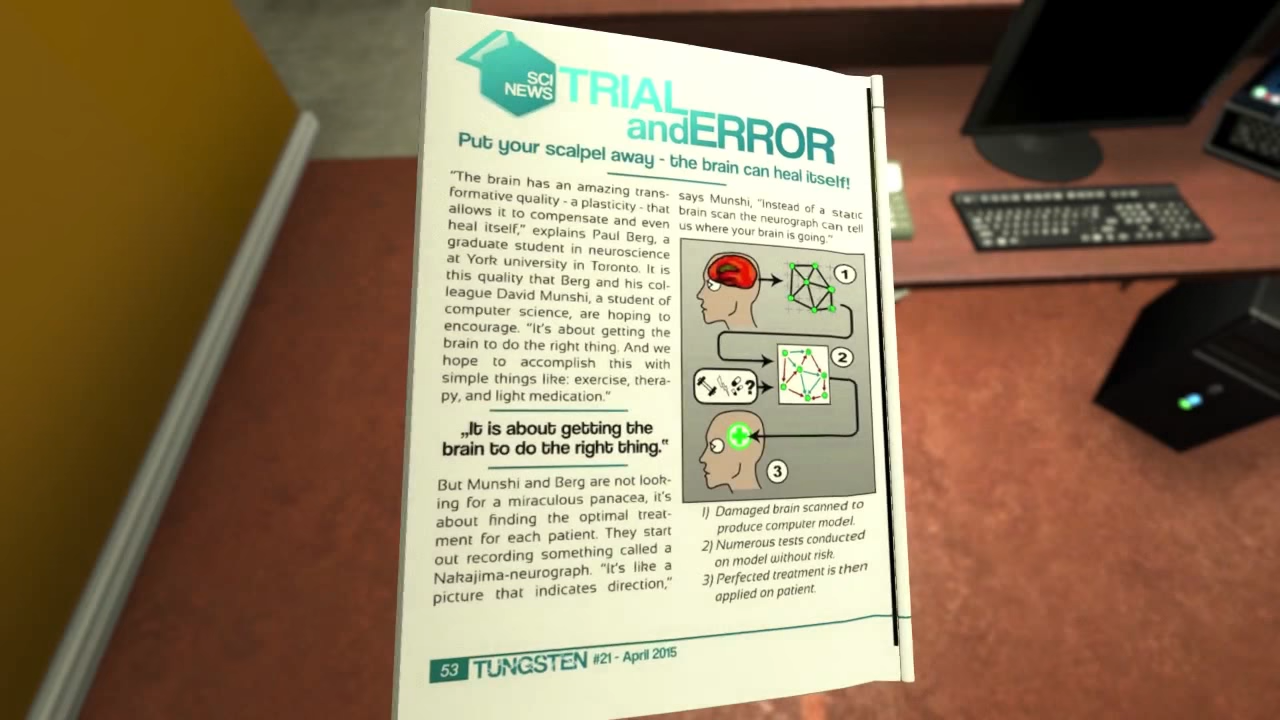 SCI
NEWS
TRIAL
andERROR
Put your scalpel away - the brain can heal itself!
"The brain has an amazing trans-
formative quality - a plasticity - that
allows it to compensate and even
heal itself," explains Paul Berg, a
graduate student in neuroscience
at York university in Toronto. It is
this quality that Berg and his col-
league David Munshi, a student of
computer science, are hoping to
encourage. "It's about getting the
brain to do the right thing. And we
hope to accomplish this with
simple things like: exercise, thera-
py, and light medication."
„It is about getting the
brain to do the right thing."
But Munshi and Berg are not look-
ing for a miraculous panacea, it's
about finding the optimal treat-
ment for each patient. They start
out recording something called a
Nakajima-neurograph. "It's like a
picture that indicates direction,"
says Munshi, "Instead of a static
brain scan the neurograph can tell
us where your brain is going."
1
2
?
3
1) Damaged brain scanned to
produce computer model.
2) Numerous tests conducted
on model without risk.
3) Perfected treatment is then
applied on patient.
53 TUNGSTEN #21 - April 2015